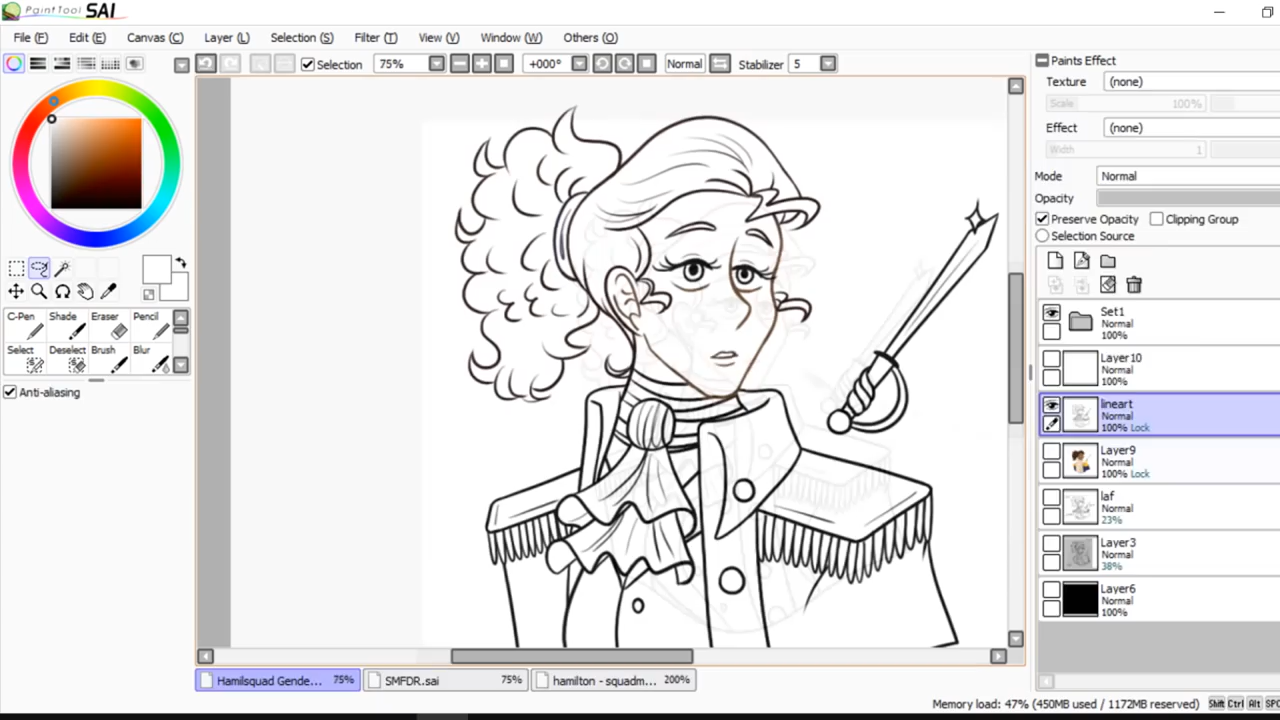 PaintTool SAI
File (F) Edit (E) Canvas (C) Layer (L) Selection (S) Filter (T) View (V) Window (W) Others (O)
Selection 75% +000° Normal Stabilizer 5
Paints Effect
Texture (none)
Scale 100%
Effect (none)
Width 1
Mode Normal
Opacity
Preserve Opacity Clipping Group
Selection Source
C-Pen Shade Eraser Pencil
Select Deselect Brush Blur
Anti-aliasing
Set1
Normal
100%
Layer10
Normal
100%
lineart
Normal
100% Lock
Layer9
Normal
100% Lock
laf
Normal
23%
Layer3
Normal
38%
Layer6
Normal
100%
Hamilsquad Gende... 75% SMFDR.sai 75% hamilton - squadm... 200%
Memory load: 47% (450MB used / 1172MB reserved) Shift Ctrl Alt SPC